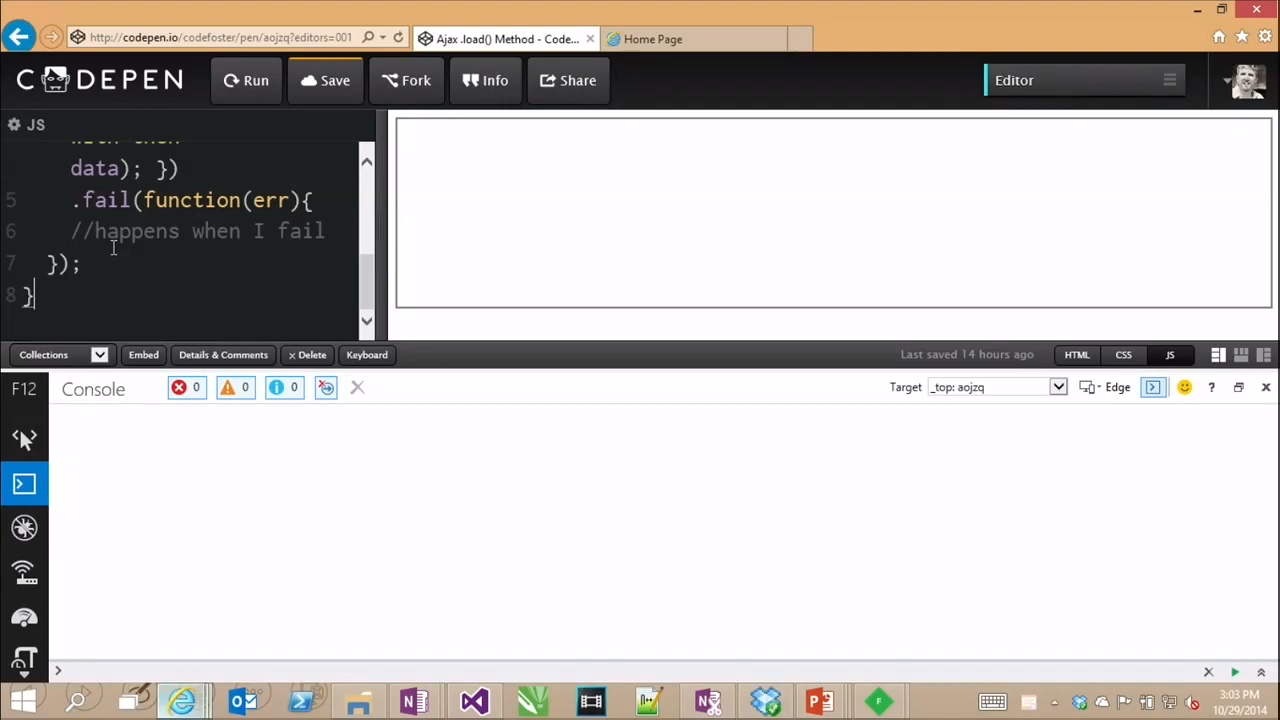 http://codepen.io/codefoster/pen/aojzq?editors=001
Ajax .load() Method - Code...
Home Page
CODEPEN
Run
Save
Fork
Info
Share
Editor
JS
data); })
5 .fail(function(err){
6 //happens when I fail
7 });
8 }
Collections
Embed
Details & Comments
x Delete
Keyboard
Last saved 14 hours ago
HTML
CSS
JS
F12
Console
0
0
0
Target
_top: aojzq
Edge
?
3:03 PM
10/29/2014